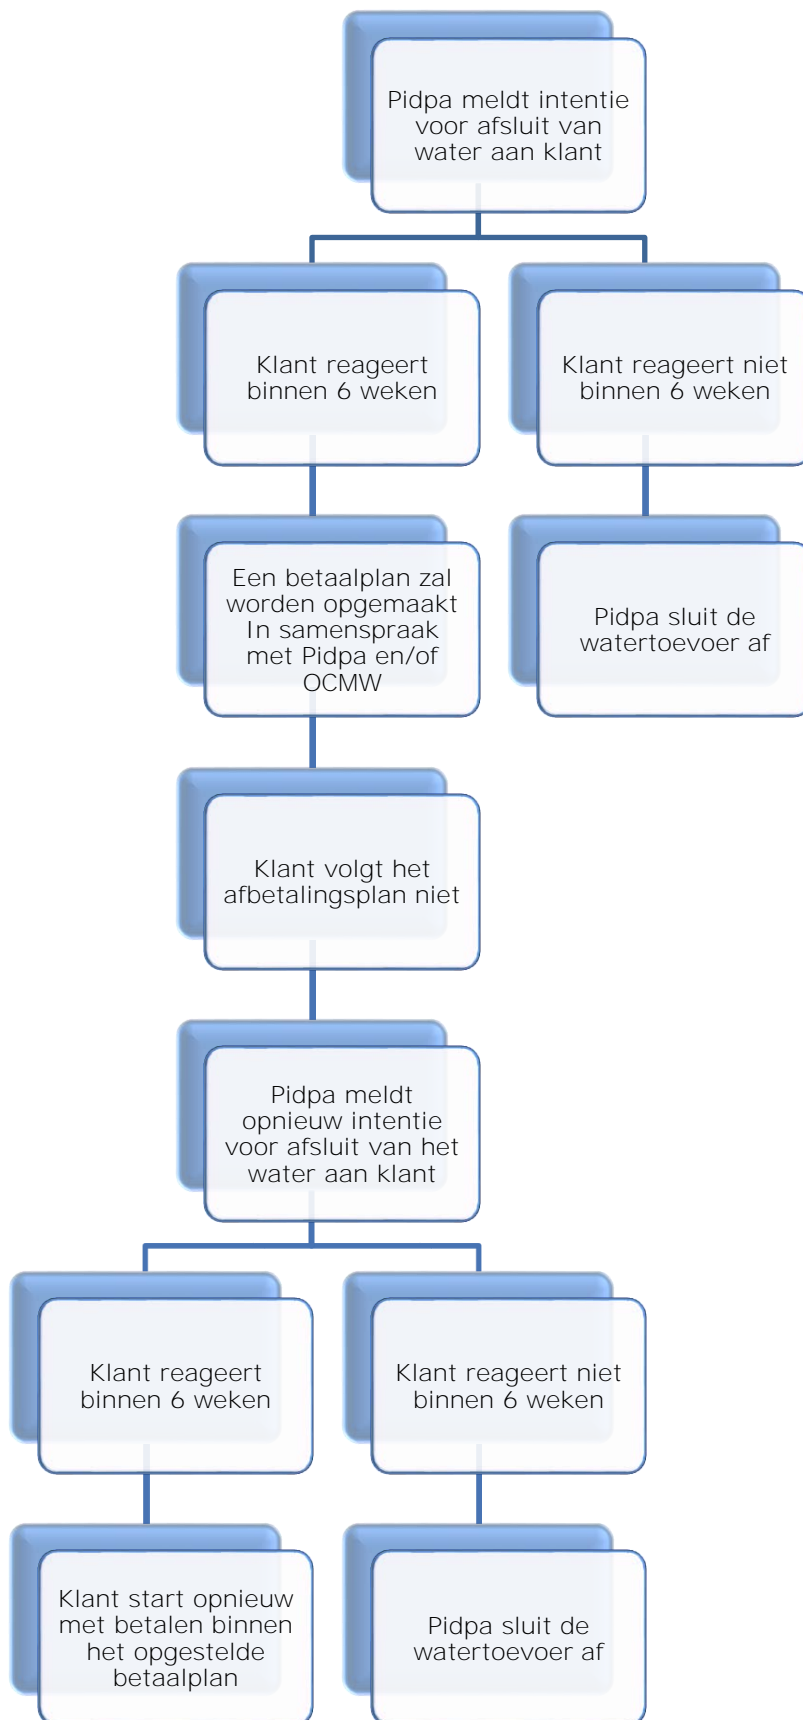 Pidpa meldt intentie
voor afsluit van
water aan klant
Klant reageert
binnen 6 weken
Klant reageert niet
binnen 6 weken
Een betaalplan zal
worden opgemaakt
In samenspraak
met Pidpa en/of
OCMW
Pidpa sluit de
watertoevoer af
Klant volgt het
afbetalingsplan niet
Pidpa meldt
opnieuw intentie
voor afsluit van het
water aan klant
Klant reageert
binnen 6 weken
Klant reageert niet
binnen 6 weken
Klant start opnieuw
met betalen binnen
het opgestelde
betaalplan
Pidpa sluit de
watertoevoer af